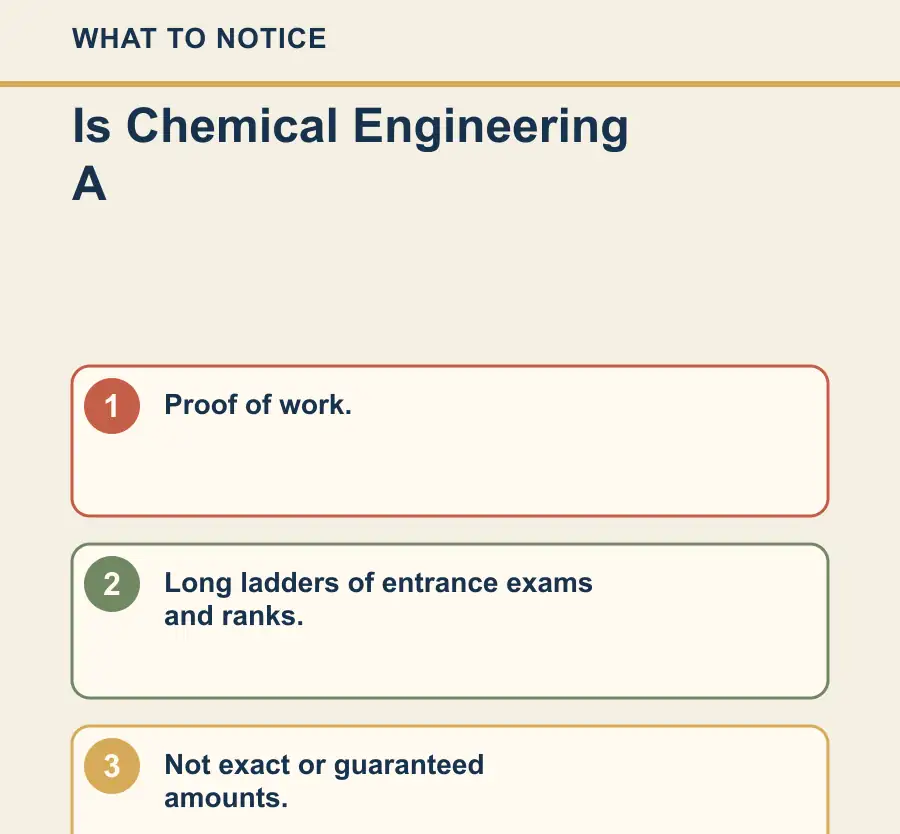 WHAT TO NOTICE
Is Chemical Engineering
A
1
Proof of work.
2
Long ladders of entrance exams
and ranks.
3
Not exact or guaranteed
amounts.